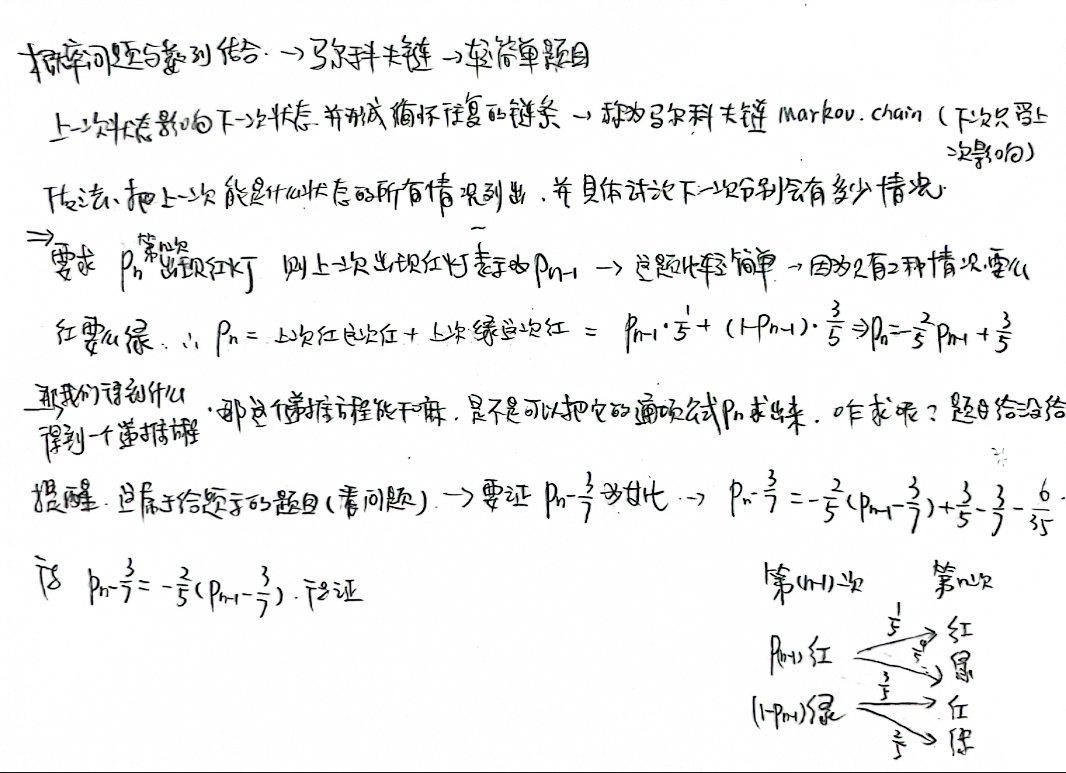 概率问题与数列结合 → 马尔科夫链 → 较简单题目
上一次状态影响下一次状态. 并形成循环往复的链条 → 称为马尔科夫链 markov.chain (下次只受上
次影响)
做法: 把上一次能是什么状态的所有情况列出. 并具体讨论下一次分别会有多少情况.
⇒ 要求 Pn 第n次出现红灯 则上一次出现红灯表示为Pn-1 → 这题比较简单 → 因为只有2种情况要么
红要么绿. ∴ Pn = 上次红这次红 + 上次绿这次红 = Pn-1·1/5 + (1-Pn-1)·3/5 ⇒ Pn = -2/5 Pn-1 + 3/5
那我们得到什么
→ 得到一个递推方程 . 那这个递推方程能干嘛. 是不是可以把它的通项公式Pn求出来. 咋求呢? 题目给没给
提醒. 这属于给提示的题目(看问题). → 要证 Pn - 3/7 为等比. → Pn - 3/7 = -2/5(Pn-1 - 3/7) + 3/5 - 3/7 - 6/35.
Pn - 3/7 = -2/5(Pn-1 - 3/7). 得证
第(n-1)次 第n次
P(n-1)红 1/5 → 红
4/5 → 绿
(1-Pn-1)绿 3/5 → 红
2/5 → 绿